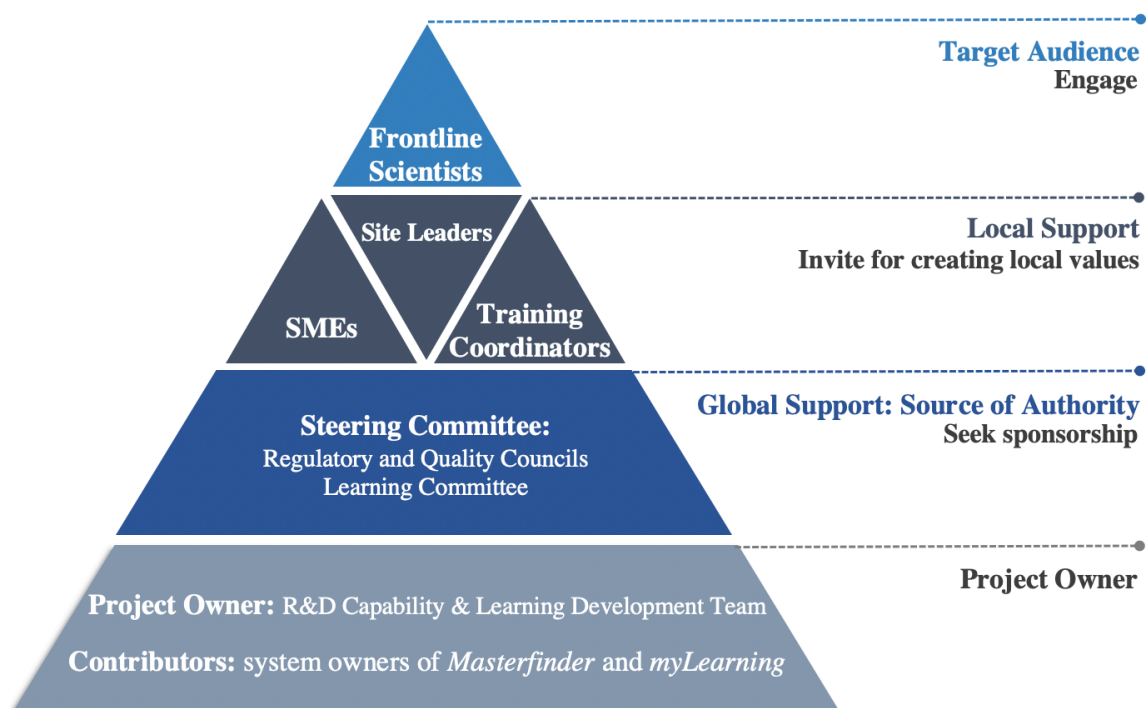 Target Audience
Engage
Frontline
Scientists
Local Support
Invite for creating local values
Site Leaders
SMEs
Training
Coordinators
Global Support: Source of Authority
Seek sponsorship
Steering Committee:
Regulatory and Quality Councils
Learning Committee
Project Owner
Project Owner: R&D Capability & Learning Development Team
Contributors: system owners of Masterfinder and myLearning